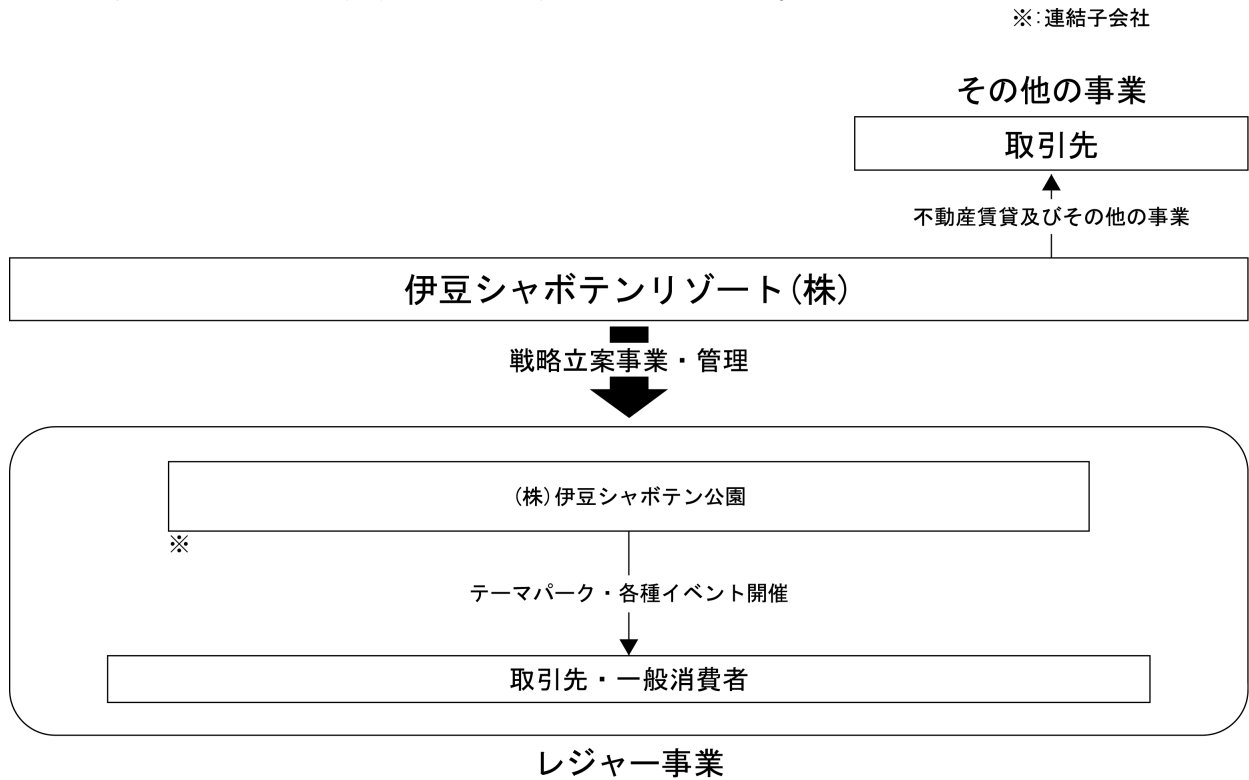 ※:連結子会社
その他の事業
取引先
不動産賃貸及びその他の事業
伊豆シャボテンリゾート(株)
戦略立案事業・管理
(株)伊豆シャボテン公園
※
テーマパーク・各種イベント開催
取引先・一般消費者
レジャー事業